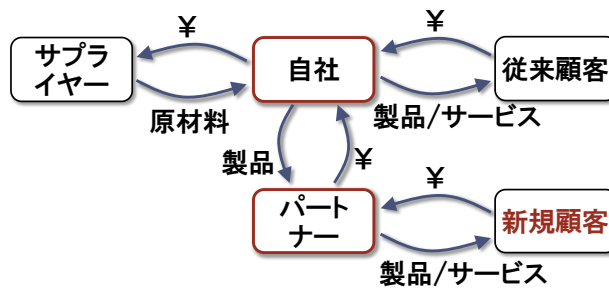 ¥
¥
サプラ
イヤー
自社
従来顧客
原材料
製品/サービス
製品
¥
¥
パート
ナー
新規顧客
製品/サービス